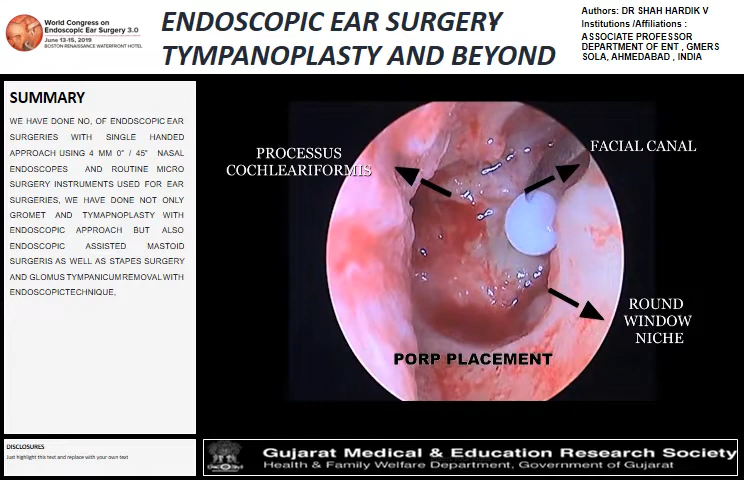 World Congress on
Endoscopic Ear Surgery 3.0
June 13-15, 2019
BOSTON RENAISSANCE WATERFRONT HOTEL
ENDOSCOPIC EAR SURGERY
TYMPANOPLASTY AND BEYOND
Authors: DR SHAH HARDIK V
Institutions /Affiliations :
ASSOCIATE PROFESSOR
DEPARTMENT OF ENT , GMERS
SOLA, AHMEDABAD , INDIA
SUMMARY
WE HAVE DONE NO, OF ENDDSCOPIC EAR
SURGERIES WITH SINGLE HANDED
APPROACH USING 4 MM 0" / 45" NASAL
ENDOSCOPES AND ROUTINE MICRO
SURGERY INSTRUMENTS USED FOR EAR
SURGERIES, WE HAVE DONE NOT ONLY
GROMET AND TYMAPNOPLASTY WITH
ENDOSCOPIC APPROACH BUT ALSO
ENDOSCOPIC ASSISTED MASTOID
SURGERIS AS WELL AS STAPES SURGERY
AND GLOMUS TYMPANICUM REMOVAL WITH
ENDOSCOPIC TECHNIQUE,
PROCESSUS
COCHLEARIFORMIS
FACIAL CANAL
ROUND
WINDOW
NICHE
PORP PLACEMENT
DISCLOSURES
Just highlight this text and replace with your own text
Gujarat Medical & Education Research Society
Health & Family Welfare Department, Government of Gujarat